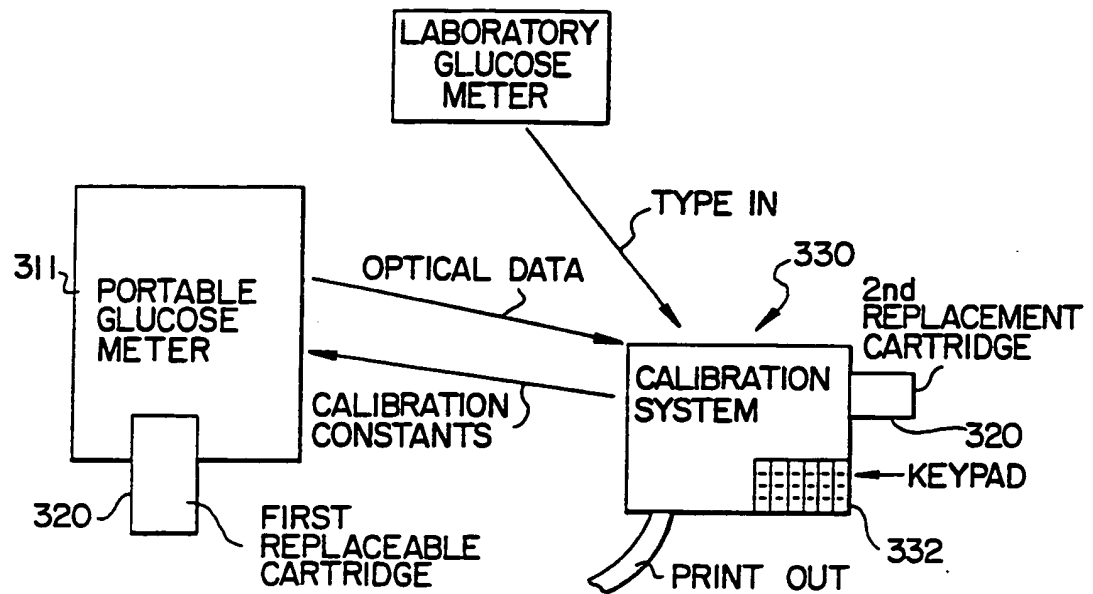 LABORATORY
GLUCOSE
METER
TYPE IN
330
2nd
REPLACEMENT
CARTRIDGE
311
PORTABLE
GLUCOSE
METER
OPTICAL DATA
CALIBRATION
CONSTANTS
CALIBRATION
SYSTEM
320
KEYPAD
332
320
FIRST
REPLACEABLE
CARTRIDGE
PRINT OUT